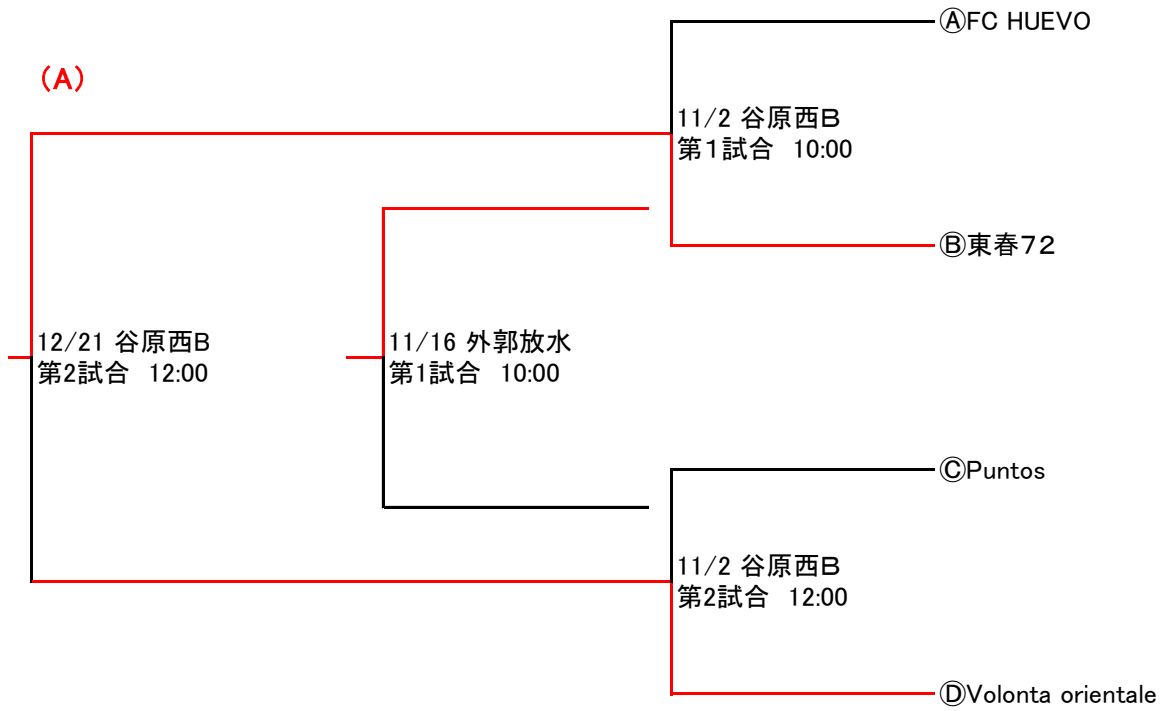 ⒶFC HUEVO
（A）
11/2 谷原西Ｂ
第１試合　10:00
Ⓑ東春７２
12/21 谷原西B
第2試合　12:00
11/16 外郭放水
第1試合　10:00
ⒸPuntos
11/2 谷原西Ｂ
第2試合　12:00
ⒹVolonta orientale